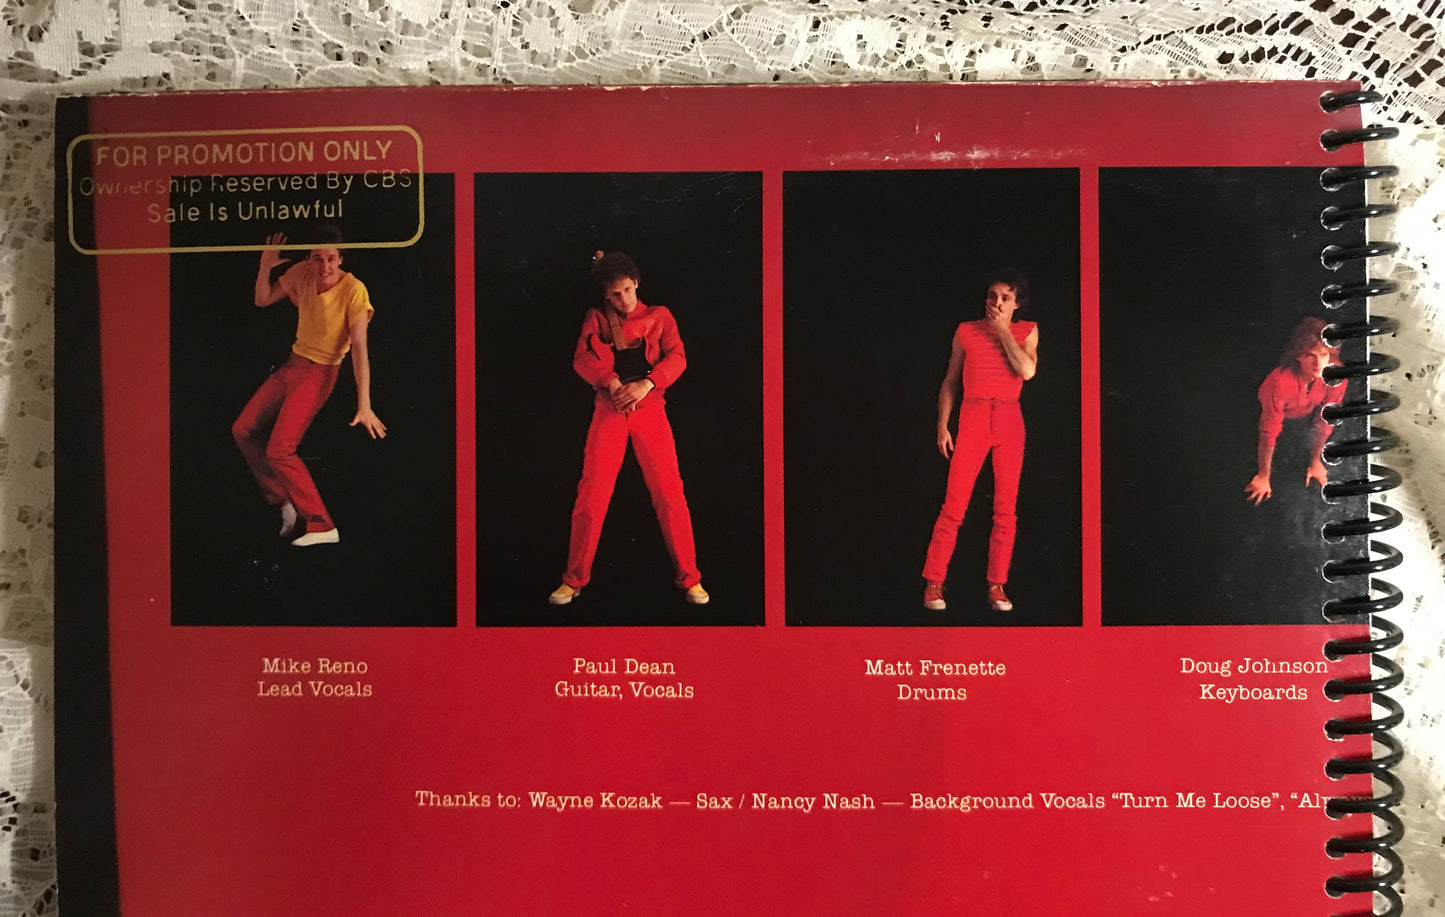 FOR PROMOTION ONLY
Ownership Reserved By CBS
Sale Is Unlawful
Mike Reno
Lead Vocals
Paul Dean
Guitar, Vocals
Matt Frenette
Drums
Doug Johnson
Keyboards
Thanks to: Wayne Kozak — Sax / Nancy Nash — Background Vocals “Turn Me Loose”, “